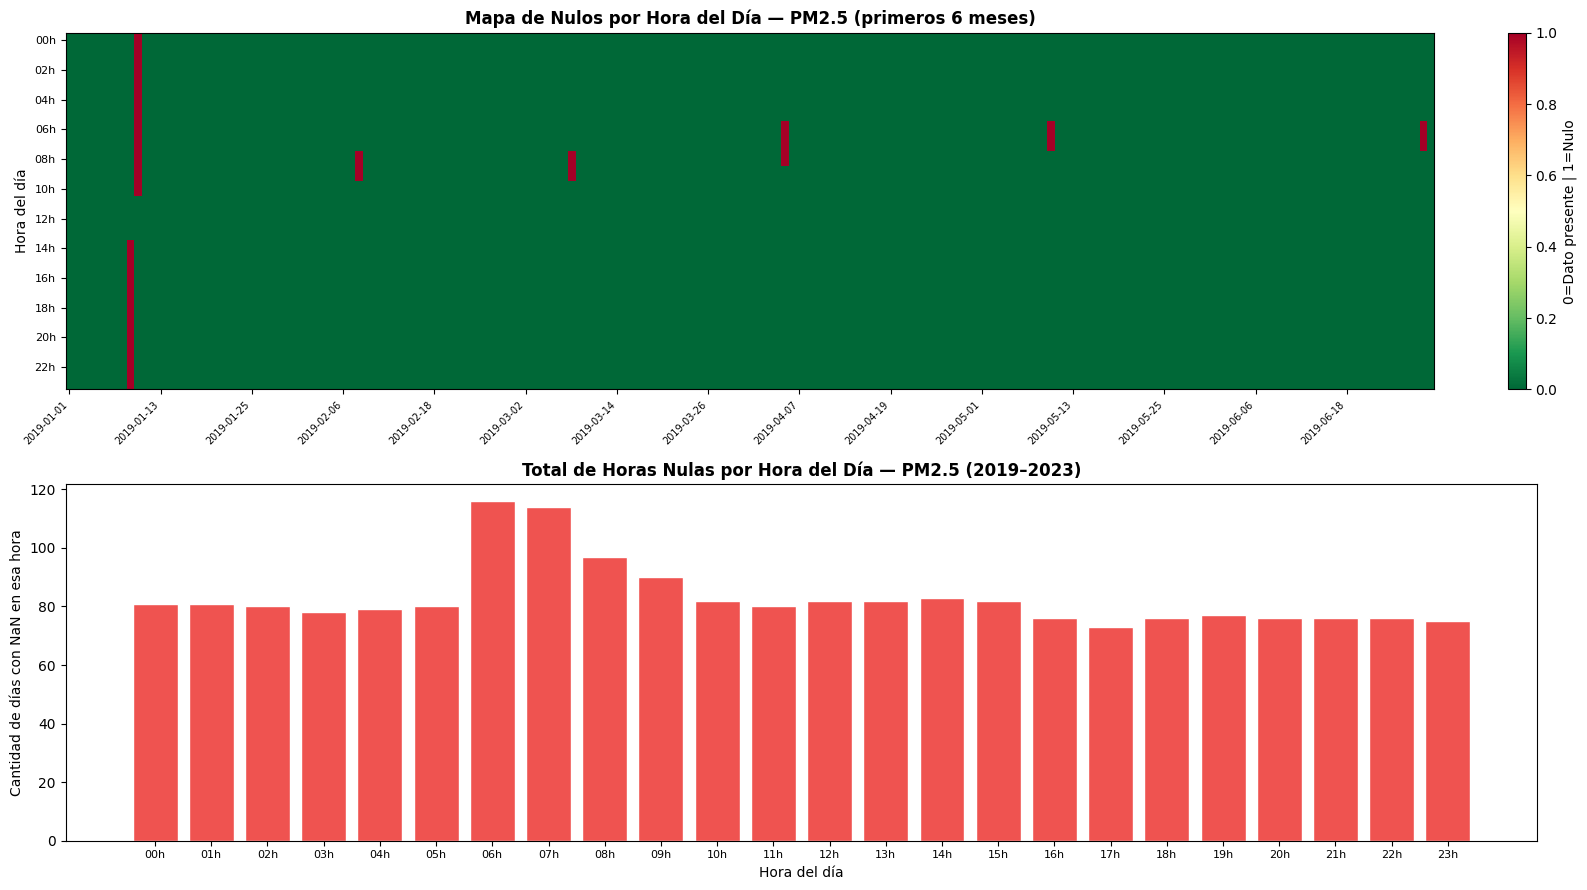 Mapa de Nulos por Hora del Día — PM2.5 (primeros 6 meses)
Hora del día
00h
02h
04h
06h
08h
10h
12h
14h
16h
18h
20h
22h
2019-01-01
2019-01-13
2019-01-25
2019-02-06
2019-02-18
2019-03-02
2019-03-14
2019-03-26
2019-04-07
2019-04-19
2019-05-01
2019-05-13
2019-05-25
2019-06-06
2019-06-18
1.0
0.8
0.6
0.4
0.2
0.0
0=Dato presente | 1=Nulo
Total de Horas Nulas por Hora del Día — PM2.5 (2019–2023)
Cantidad de días con NaN en esa hora
120
100
80
60
40
20
0
00h
01h
02h
03h
04h
05h
06h
07h
08h
09h
10h
11h
12h
13h
14h
15h
16h
17h
18h
19h
20h
21h
22h
23h
Hora del día